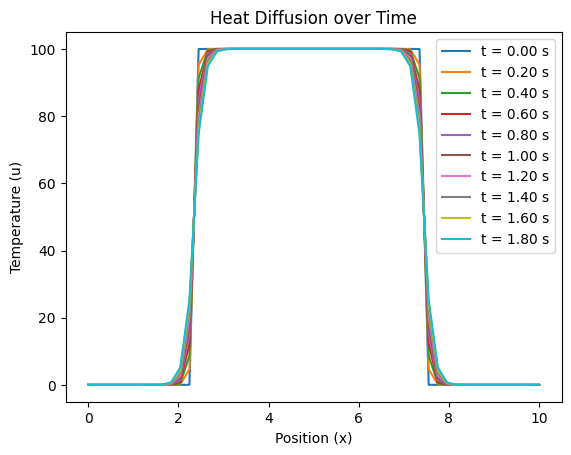 Heat Diffusion over Time
t = 0.00 s
t = 0.20 s
t = 0.40 s
t = 0.60 s
t = 0.80 s
t = 1.00 s
t = 1.20 s
t = 1.40 s
t = 1.60 s
t = 1.80 s
100
80
60
40
20
0
Temperature (u)
0
2
4
6
8
10
Position (x)